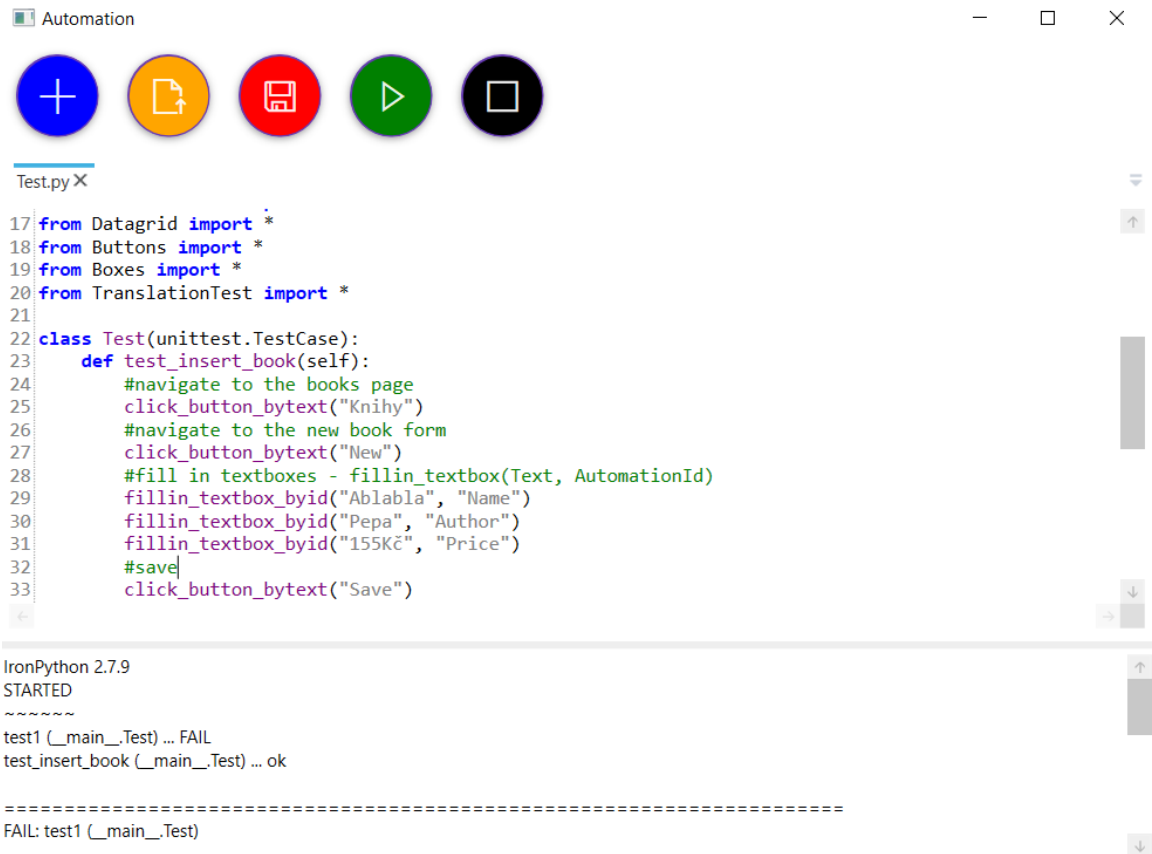 Automation
Test.py
17 from Datagrid import *
18 from Buttons import *
19 from Boxes import *
20 from TranslationTest import *
21
22 class Test(unittest.TestCase):
23     def test_insert_book(self):
24         #navigate to the books page
25         click_button_bytext("Knihy")
26         #navigate to the new book form
27         click_button_bytext("New")
28         #fill in textboxes - fillin_textbox(Text, AutomationId)
29         fillin_textbox_byid("Ablabla", "Name")
30         fillin_textbox_byid("Pepa", "Author")
31         fillin_textbox_byid("155Kč", "Price")
32         #save
33         click_button_bytext("Save")
IronPython 2.7.9
STARTED
~~~~~~
test1 (__main__.Test) ... FAIL
test_insert_book (__main__.Test) ... ok
======================================================================
FAIL: test1 (__main__.Test)